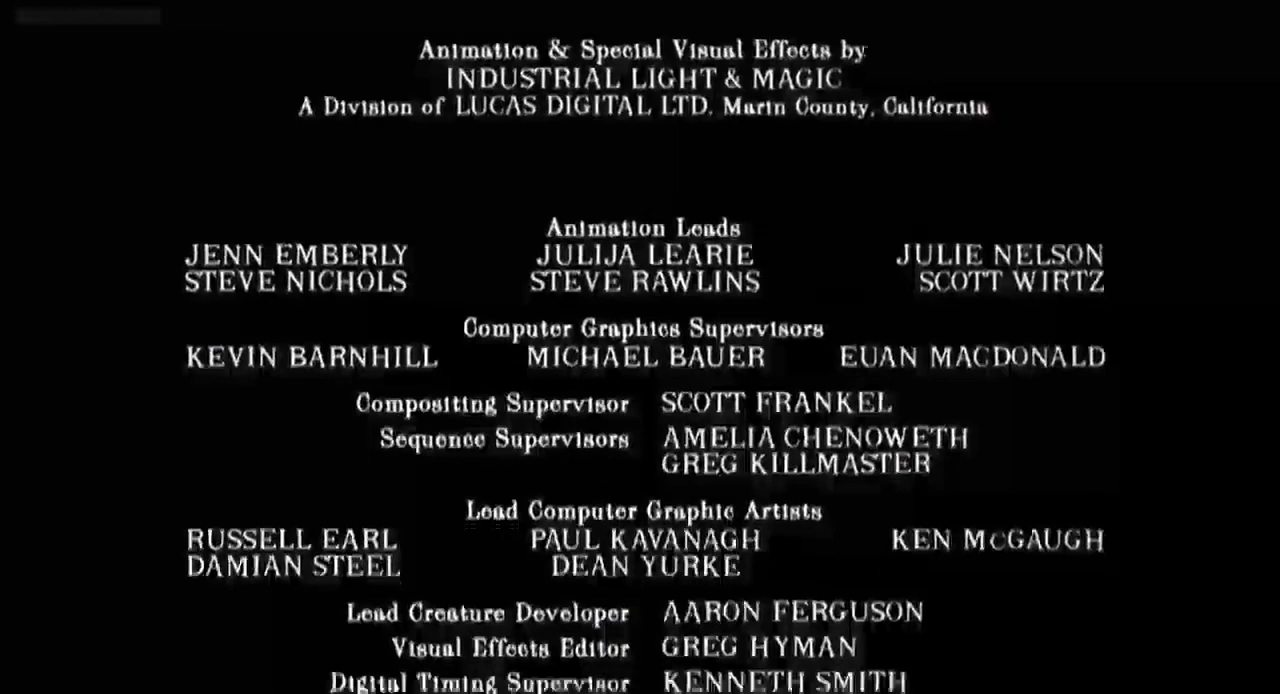 Animation & Special Visual Effects by
INDUSTRIAL LIGHT & MAGIC
A Division of LUCAS DIGITAL LTD. Marin County, California
Animation Leads
JENN EMBERLY JULIJA LEARIE JULIE NELSON
STEVE NICHOLS STEVE RAWLINS SCOTT WIRTZ
Computer Graphics Supervisors
KEVIN BARNHILL MICHAEL BAUER EUAN MACDONALD
Compositing Supervisor SCOTT FRANKEL
Sequence Supervisors AMELIA CHENOWETH
GREG KILLMASTER
Lead Computer Graphic Artists
RUSSELL EARL PAUL KAVANAGH KEN McGAUGH
DAMIAN STEEL DEAN YURKE
Lead Creature Developer AARON FERGUSON
Visual Effects Editor GREG HYMAN
Digital Timing Supervisor KENNETH SMITH